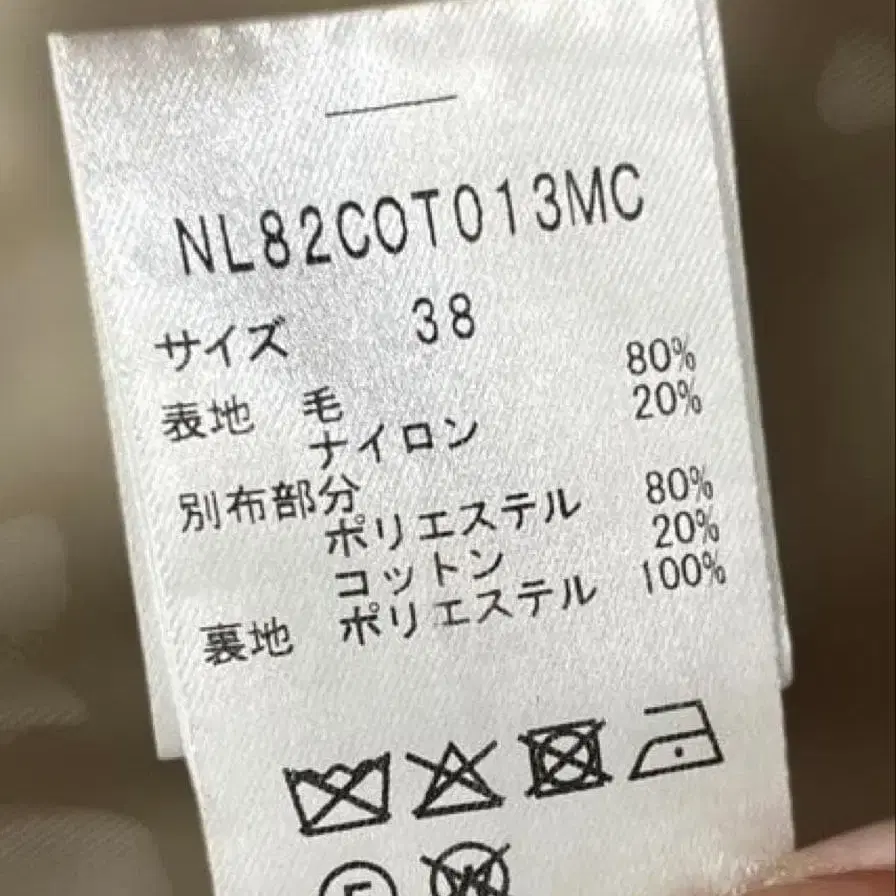 NL82COT013MC
サイズ 38
表地 毛 80%
ナイロン 20%
別布部分
ポリエステル 80%
コットン 20%
裏地 ポリエステル 100%